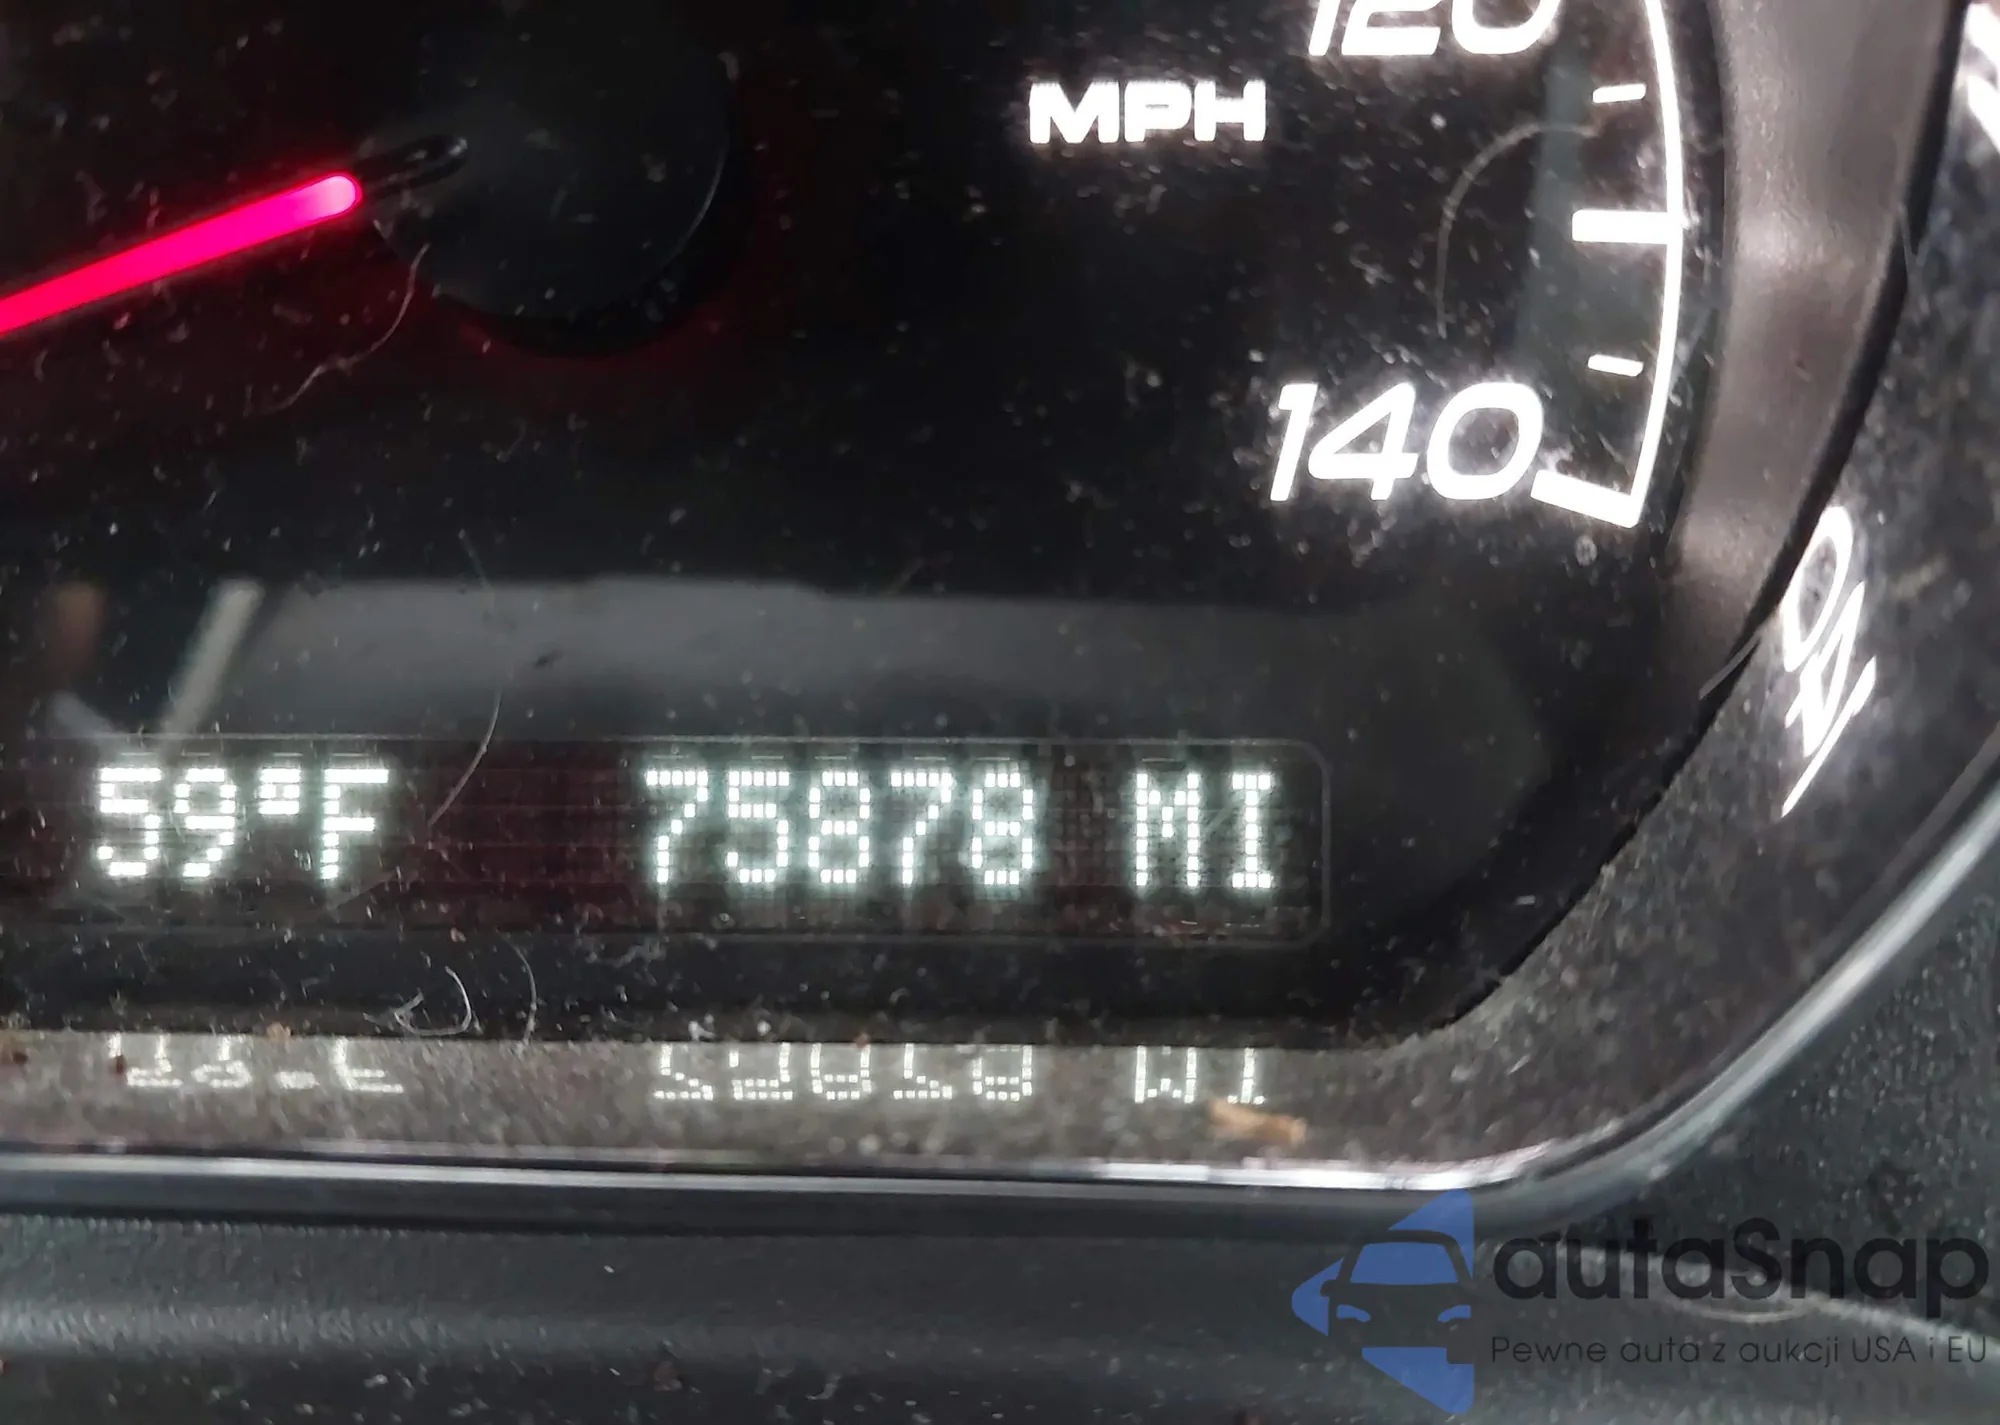 120
MPH
140
59°F 75878 MI
autaSnap
Pewne auta z aukcji USA i EU